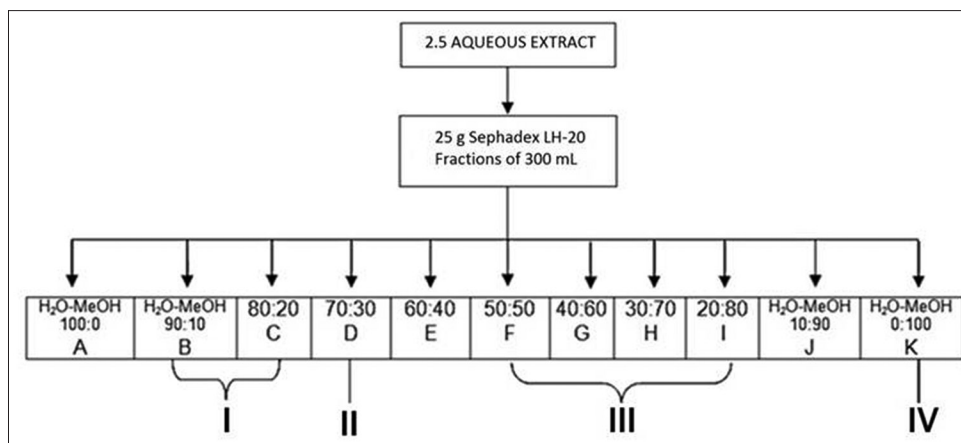 2.5 AQUEOUS EXTRACT
25 g Sephadex LH-20
Fractions of 300 mL
H₂O-MeOH
100:0
A
H₂O-MeOH
90:10
B
80:20
C
70:30
D
60:40
E
50:50
F
40:60
G
30:70
H
20:80
I
H₂O-MeOH
10:90
J
H₂O-MeOH
0:100
K
I
II
III
IV